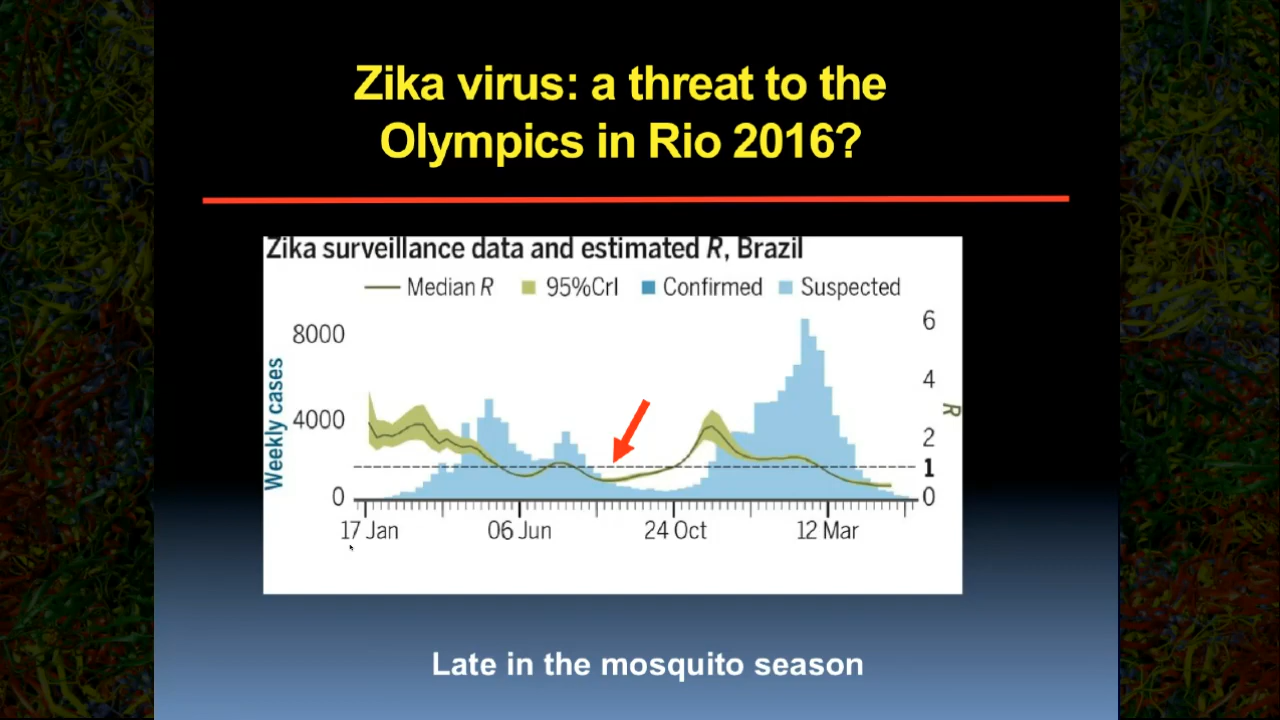 Zika virus: a threat to the
Olympics in Rio 2016?
Zika surveillance data and estimated R, Brazil
Median R 95%CrI Confirmed Suspected
Weekly cases
8000
4000
0
6
4
2
1
0
R
17 Jan 06 Jun 24 Oct 12 Mar
Late in the mosquito season